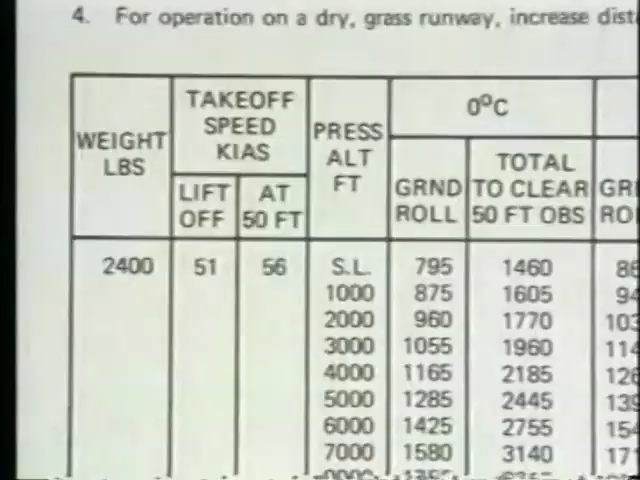 4. For operation on a dry, grass runway, increase
WEIGHT LBS TAKEOFF SPEED KIAS PRESS ALT FT 0°C
LIFT OFF AT 50 FT GRND ROLL TOTAL TO CLEAR 50 FT OBS
2400 51 56 S.L. 795 1460
1000 875 1605
2000 960 1770
3000 1055 1960
4000 1165 2185
5000 1285 2445
6000 1425 2755
7000 1580 3140